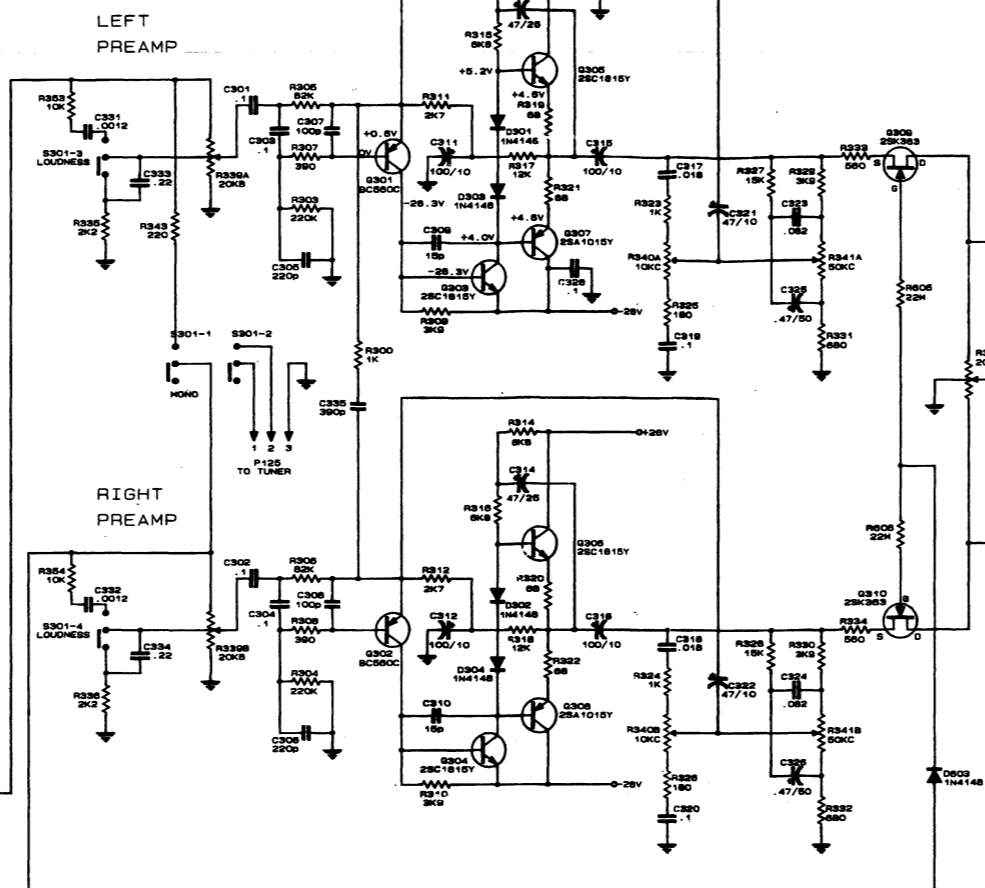 LEFT
PREAMP
47/25
R315
6K8
Q305
2SC1815Y
+5.2V
+4.6V
R319
68
R353
10K
C331
.0012
S301-3
LOUDNESS
C333
.22
R335
2K2
R339A
20KB
R343
220
C301
.1
R305
82K
C303
.1
C307
100p
R307
390
R303
220K
C305
220p
+0.6V
0V
Q301
BC560C
-26.3V
R311
2K7
C311
100/10
D301
1N4148
R317
12K
D303
1N4148
R321
68
+4.6V
C309
15p
+4.0V
Q307
2SA1015Y
-26.3V
Q303
2SC1815Y
C328
.1
R309
3K9
-28V
C315
100/10
C317
.018
R323
1K
R340A
10KC
R325
180
C319
.1
C321
47/10
R327
15K
R329
3K9
C323
.082
R341A
50KC
C325
.47/50
R331
680
R333
560
Q309
2SK363
S
D
G
R605
22M
S301-1
S301-2
MONO
1 2 3
P125
TO TUNER
R300
1K
C335
390p
RIGHT
PREAMP
R314
6K8
+28V
C314
47/25
R316
6K8
Q306
2SC1815Y
R320
68
R354
10K
C332
.0012
S301-4
LOUDNESS
C334
.22
R336
2K2
R339B
20KB
C302
.1
R306
82K
C304
.1
C308
100p
R308
390
R304
220K
C306
220p
Q302
BC560C
R312
2K7
C312
100/10
D302
1N4148
R318
12K
D304
1N4148
R322
68
C310
15p
Q308
2SA1015Y
Q304
2SC1815Y
R310
3K9
-28V
C316
100/10
C318
.018
R324
1K
R340B
10KC
R326
180
C320
.1
C322
47/10
R328
15K
R330
3K9
C324
.082
R341B
50KC
C326
.47/50
R332
680
R334
560
R606
22M
Q310
2SK363
G
S
D
D603
1N4148